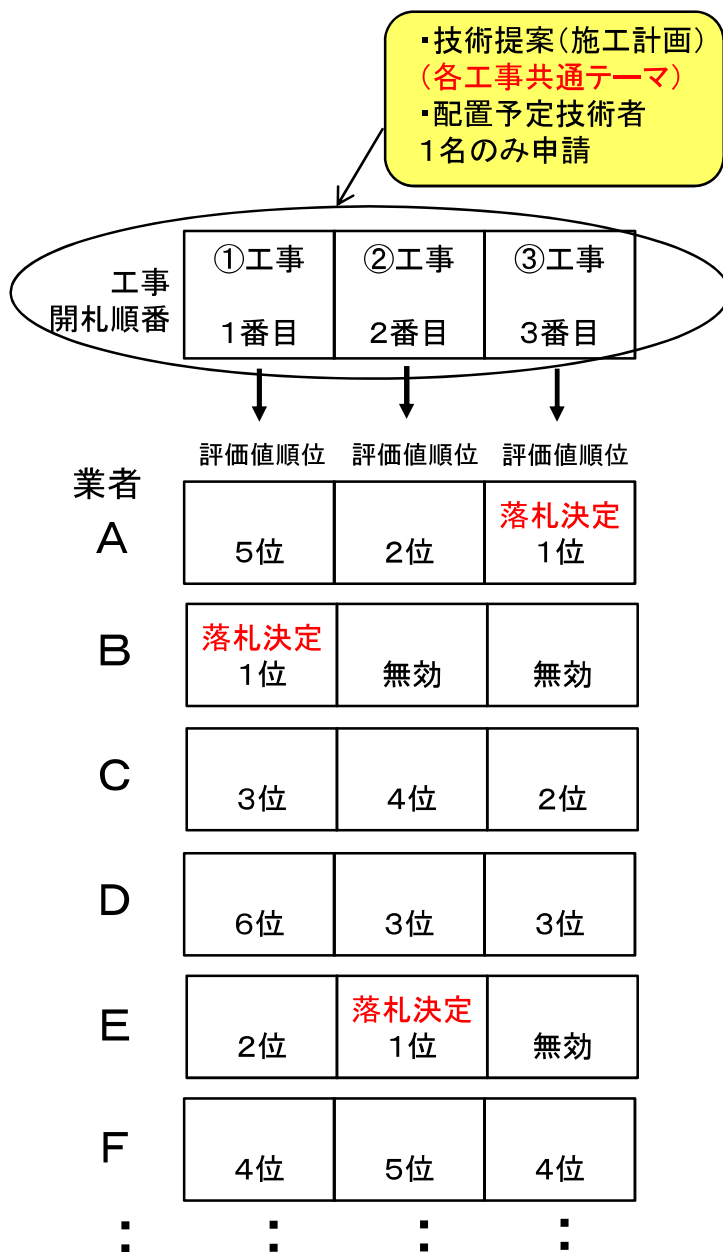 ・技術提案(施工計画)
(各工事共通テーマ)
・配置予定技術者
1名のみ申請
工事
開札順番
①工事 ②工事 ③工事
1番目 2番目 3番目
評価値順位 評価値順位 評価値順位
業者
A 5位 2位 落札決定 1位
B 落札決定 1位 無効 無効
C 3位 4位 2位
D 6位 3位 3位
E 2位 落札決定 1位 無効
F 4位 5位 4位
: : : :